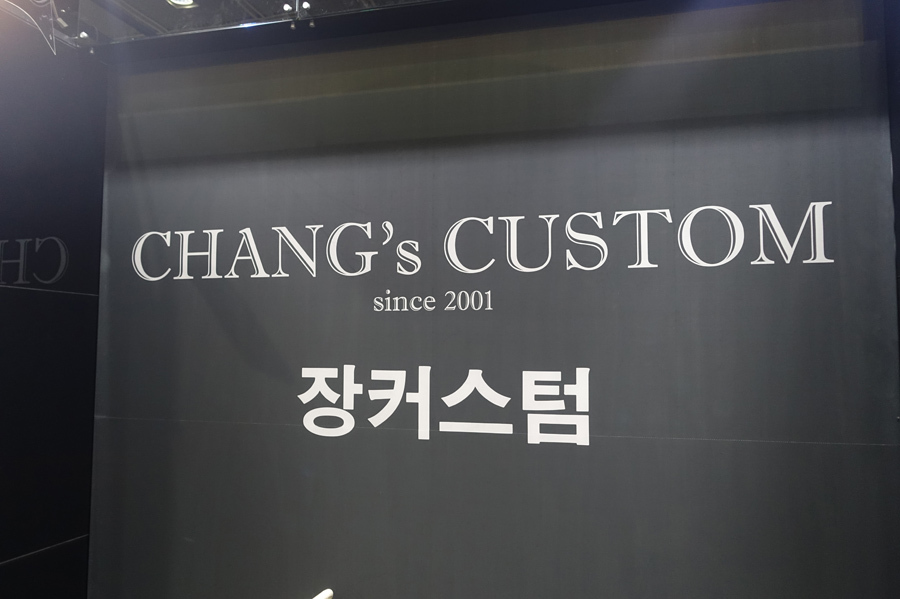 CHANG's CUSTOM
since 2001
장커스텀